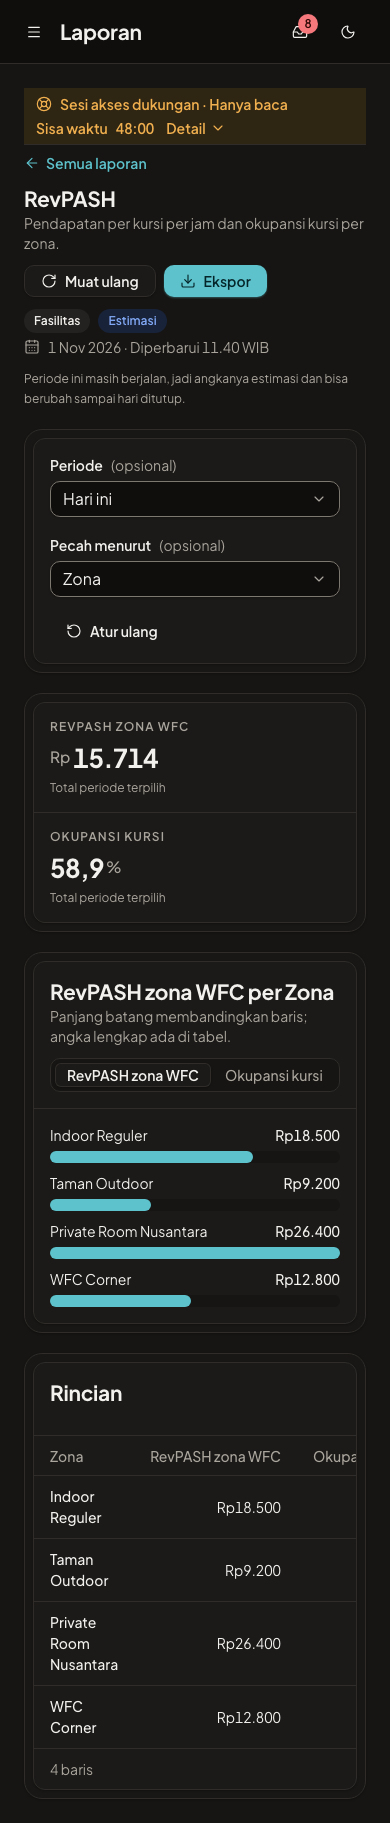 Laporan
8
Sesi akses dukungan · Hanya baca
Sisa waktu 48:00 Detail
Semua laporan
RevPASH
Pendapatan per kursi per jam dan okupansi kursi per
zona.
Muat ulang
Ekspor
Fasilitas
Estimasi
1 Nov 2026 · Diperbarui 11.40 WIB
Periode ini masih berjalan, jadi angkanya estimasi dan bisa
berubah sampai hari ditutup.
Periode (opsional)
Hari ini
Pecah menurut (opsional)
Zona
Atur ulang
REVPASH ZONA WFC
Rp 15.714
Total periode terpilih
OKUPANSI KURSI
58,9 %
Total periode terpilih
RevPASH zona WFC per Zona
Panjang batang membandingkan baris;
angka lengkap ada di tabel.
RevPASH zona WFC
Okupansi kursi
Indoor Reguler Rp18.500
Taman Outdoor Rp9.200
Private Room Nusantara Rp26.400
WFC Corner Rp12.800
Rincian
Zona RevPASH zona WFC Okupa
Indoor
Reguler
Rp18.500
Taman
Outdoor
Rp9.200
Private
Room
Nusantara
Rp26.400
WFC
Corner
Rp12.800
4 baris